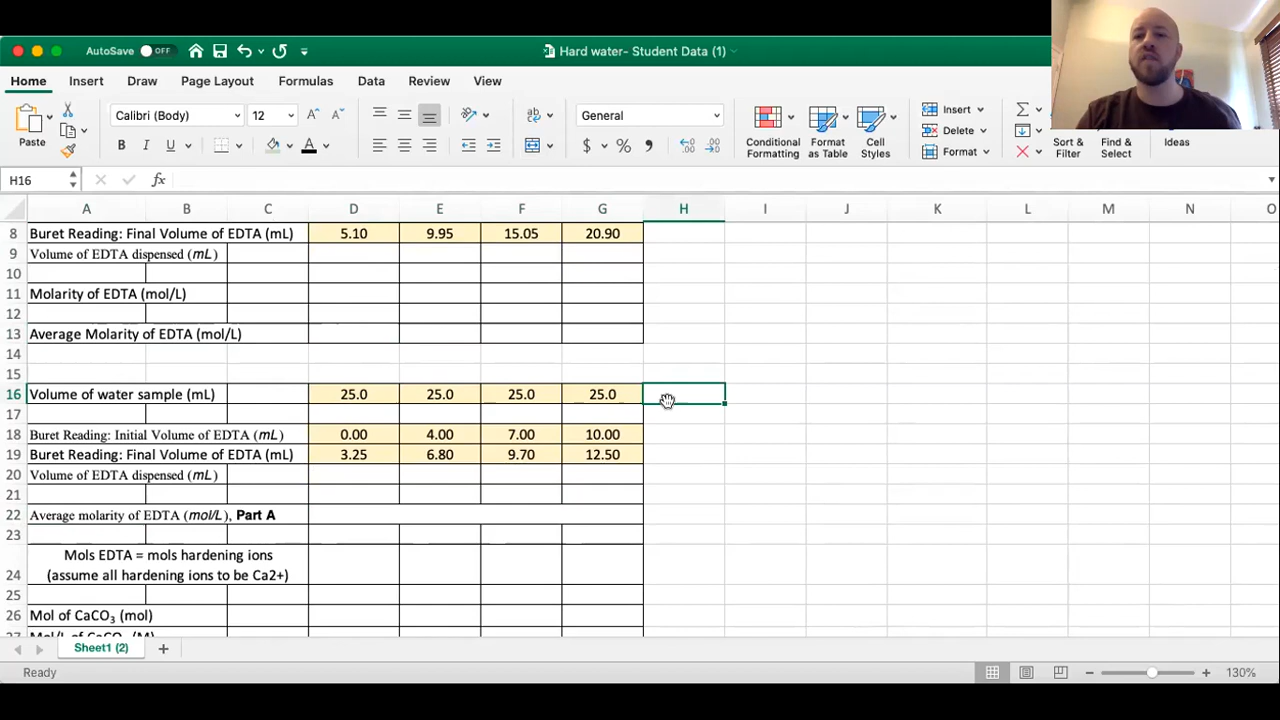 AutoSave OFF Hard water- Student Data (1)
Home Insert Draw Page Layout Formulas Data Review View
Paste Calibri (Body) 12 A A General Conditional Formatting Format as Table Cell Styles Insert Delete Format Sort & Filter Find & Select Ideas
B I U A $ %
H16 fx
A B C D E F G H I J K L M N O
8 Buret Reading: Final Volume of EDTA (mL) 5.10 9.95 15.05 20.90
9 Volume of EDTA dispensed (mL)
10
11 Molarity of EDTA (mol/L)
12
13 Average Molarity of EDTA (mol/L)
14
15
16 Volume of water sample (mL) 25.0 25.0 25.0 25.0
17
18 Buret Reading: Initial Volume of EDTA (mL) 0.00 4.00 7.00 10.00
19 Buret Reading: Final Volume of EDTA (mL) 3.25 6.80 9.70 12.50
20 Volume of EDTA dispensed (mL)
21
22 Average molarity of EDTA (mol/L), Part A
23
Mols EDTA = mols hardening ions
24 (assume all hardening ions to be Ca2+)
25
26 Mol of CaCO₃ (mol)
27 Mol/L of CaCO₃ (M)
Sheet1 (2)
Ready 130%